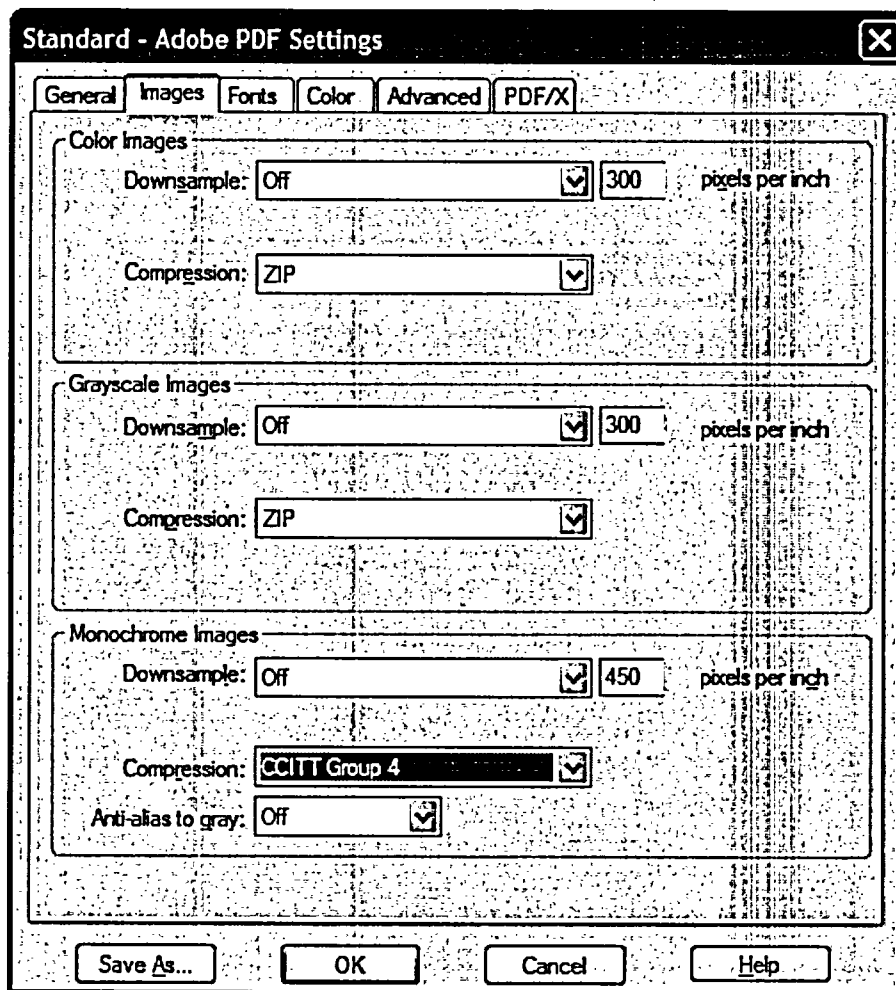 Standard - Adobe PDF Settings
General Images Fonts Color Advanced PDF/X
Color Images
Downsample: Off 300 pixels per inch
Compression: ZIP
Grayscale Images
Downsample: Off 300 pixels per inch
Compression: ZIP
Monochrome Images
Downsample: Off 450 pixels per inch
Compression: CCITT Group 4
Anti-alias to gray: Off
Save As... OK Cancel Help